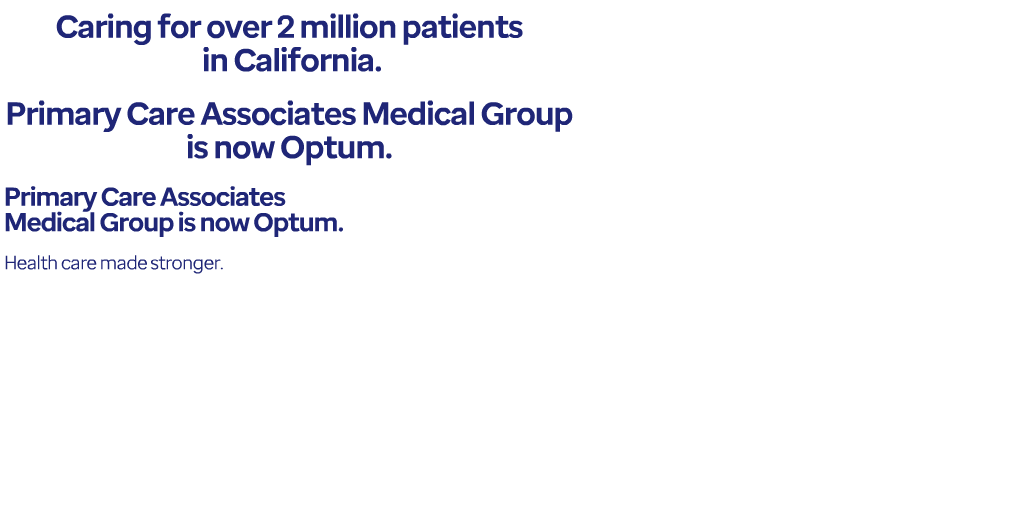 Caring for over 2 million patients
in California.
Primary Care Associates Medical Group
is now Optum.
Primary Care Associates
Medical Group is now Optum.
Health care made stronger.